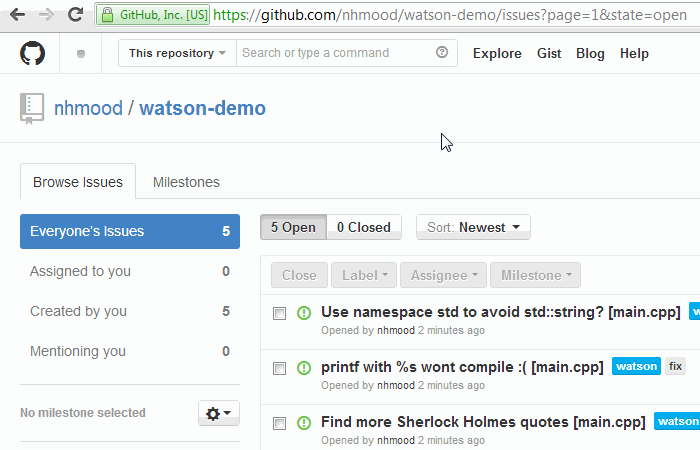 GitHub, Inc. [US] https://github.com/nhmood/watson-demo/issues?page=1&state=open
This repository Search or type a command Explore Gist Blog Help
nhmood / watson-demo
Browse Issues Milestones
Everyone's Issues 5
Assigned to you 0
Created by you 5
Mentioning you 0
No milestone selected
5 Open 0 Closed Sort: Newest
Close Label Assignee Milestone
Use namespace std to avoid std::string? [main.cpp]
Opened by nhmood 2 minutes ago
printf with %s wont compile :( [main.cpp] watson fix
Opened by nhmood 2 minutes ago
Find more Sherlock Holmes quotes [main.cpp] watson
Opened by nhmood 2 minutes ago